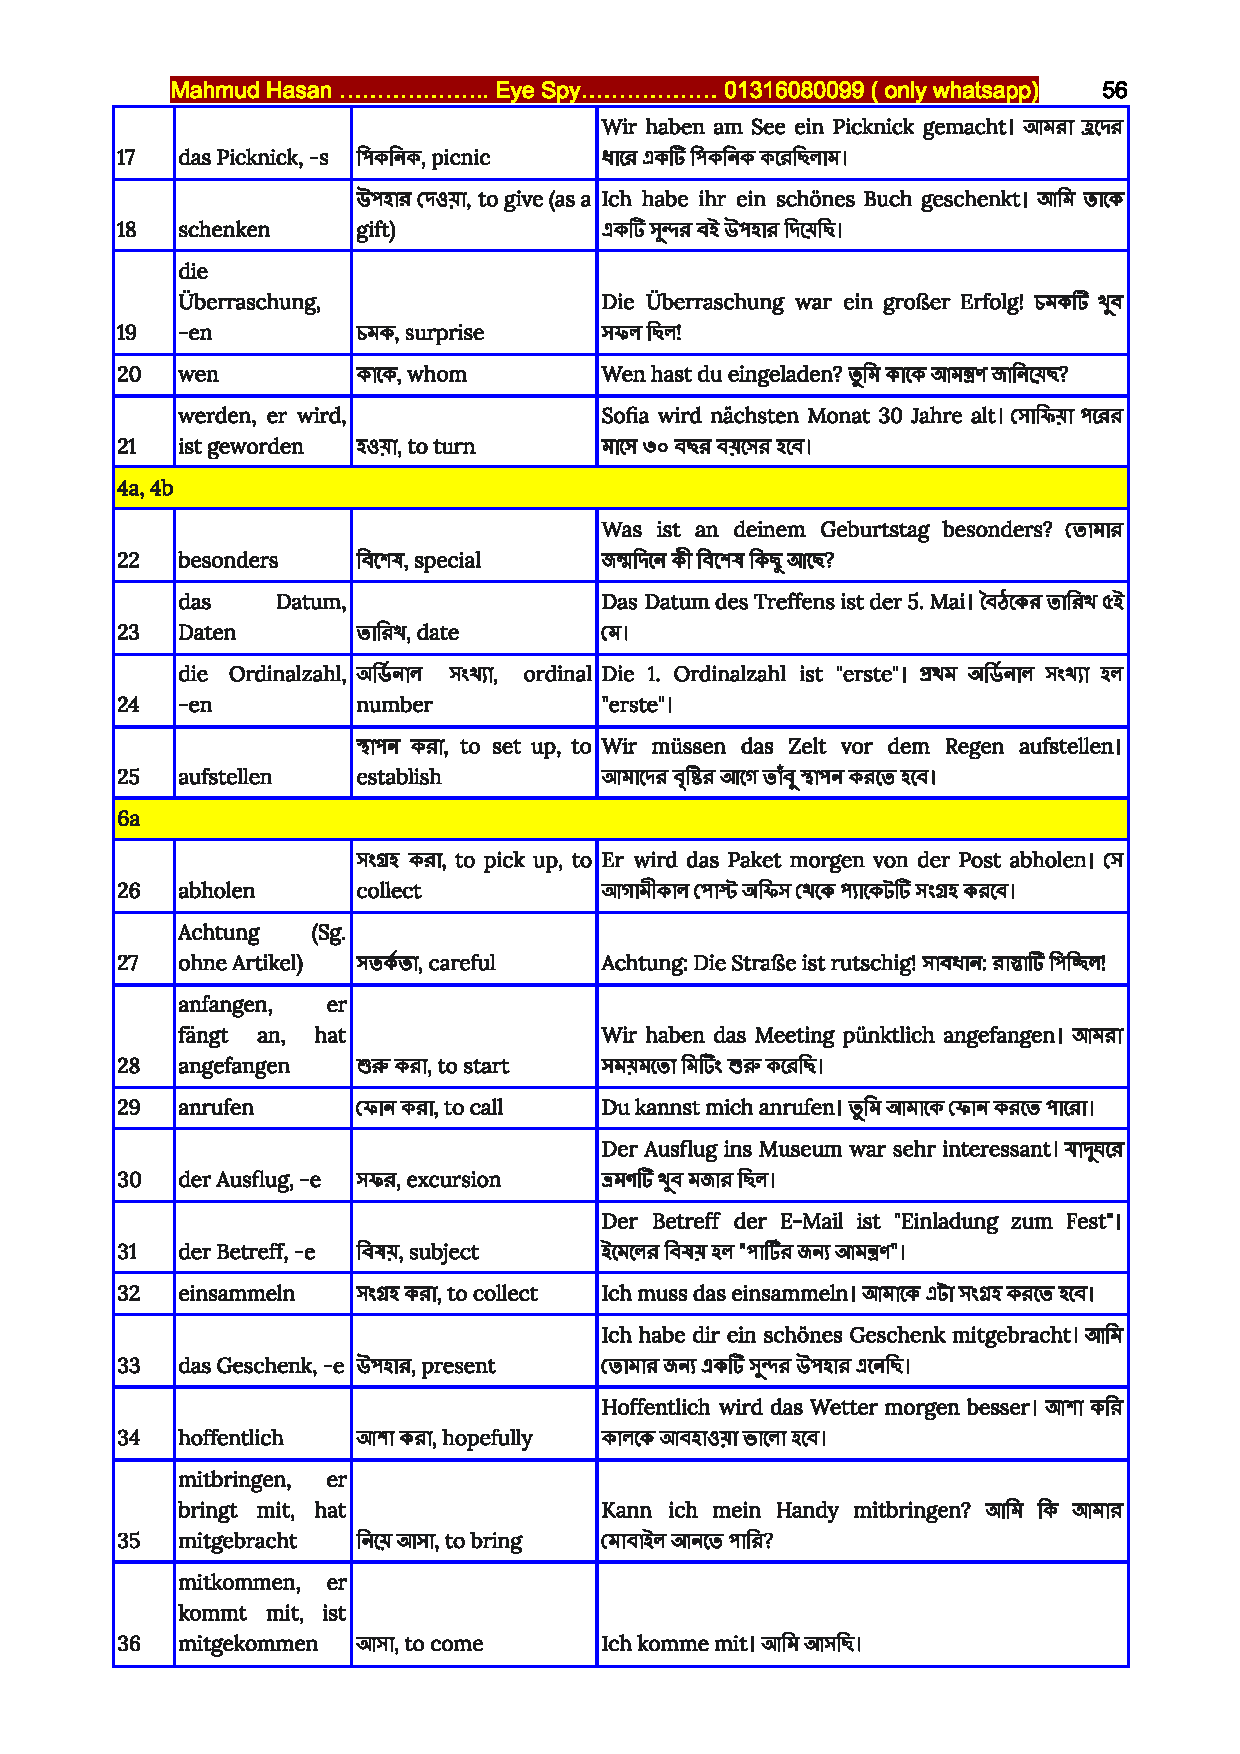 Mahmud Hasan ……………….. Eye Spy……………… 01316080099 ( only whatsapp) 56
Wir haben am See ein Picknick gemacht। আমরা হ্রদের
17 das Picknick, -s পিকনিক, picnic ধারে একটি পিকনিক করেছিলাম।
উপহার দেওয়া, to give (as a Ich habe ihr ein schönes Buch geschenkt। আমি তাকে
18 schenken gift) একটি সুন্দর বই উপহার দিয়েছি।
die
Überraschung, Die Überraschung war ein großer Erfolg! চমকটি খুব
19 -en চমক, surprise সফল ছিল!
20 wen কাকে, whom Wen hast du eingeladen? তুমি কাকে আমন্ত্রণ জানিয়েছ?
werden, er wird, Sofia wird nächsten Monat 30 Jahre alt। সোফিয়া পরের
21 ist geworden হওয়া, to turn মাসে ৩০ বছর বয়সের হবে।
4a, 4b
Was ist an deinem Geburtstag besonders? তোমার
22 besonders বিশেষ, special জন্মদিনে কী বিশেষ কিছু আছে?
das Datum, Das Datum des Treffens ist der 5. Mai। বৈঠকের তারিখ ৫ই
23 Daten তারিখ, date মে।
die Ordinalzahl, অর্ডিনাল সংখ্যা, ordinal Die 1. Ordinalzahl ist "erste"। প্রথম অর্ডিনাল সংখ্যা হল
24 -en number "erste"।
স্থাপন করা, to set up, to Wir müssen das Zelt vor dem Regen aufstellen।
25 aufstellen establish আমাদের বৃষ্টির আগে তাঁবু স্থাপন করতে হবে।
6a
সংগ্রহ করা, to pick up, to Er wird das Paket morgen von der Post abholen। সে
26 abholen collect আগামীকাল পোস্ট অফিস থেকে প্যাকেটটি সংগ্রহ করবে।
Achtung (Sg.
27 ohne Artikel) সতর্কতা, careful Achtung: Die Straße ist rutschig! সাবধান: রাস্তাটি পিচ্ছিল!
anfangen, er
fängt an, hat Wir haben das Meeting pünktlich angefangen। আমরা
28 angefangen শুরু করা, to start সময়মতো মিটিং শুরু করেছি।
29 anrufen ফোন করা, to call Du kannst mich anrufen। তুমি আমাকে ফোন করতে পারো।
Der Ausflug ins Museum war sehr interessant। যাদুঘরে
30 der Ausflug, -e সফর, excursion ভ্রমণটি খুব মজার ছিল।
Der Betreff der E-Mail ist "Einladung zum Fest"।
31 der Betreff, -e বিষয়, subject ইমেলের বিষয় হল "পার্টির জন্য আমন্ত্রণ"।
32 einsammeln সংগ্রহ করা, to collect Ich muss das einsammeln। আমাকে এটা সংগ্রহ করতে হবে।
Ich habe dir ein schönes Geschenk mitgebracht। আমি
33 das Geschenk, -e উপহার, present তোমার জন্য একটি সুন্দর উপহার এনেছি।
Hoffentlich wird das Wetter morgen besser। আশা করি
34 hoffentlich আশা করা, hopefully কালকে আবহাওয়া ভালো হবে।
mitbringen, er
bringt mit, hat Kann ich mein Handy mitbringen? আমি কি আমার
35 mitgebracht নিয়ে আসা, to bring মোবাইল আনতে পারি?
mitkommen, er
kommt mit, ist
36 mitgekommen আসা, to come Ich komme mit। আমি আসছি।